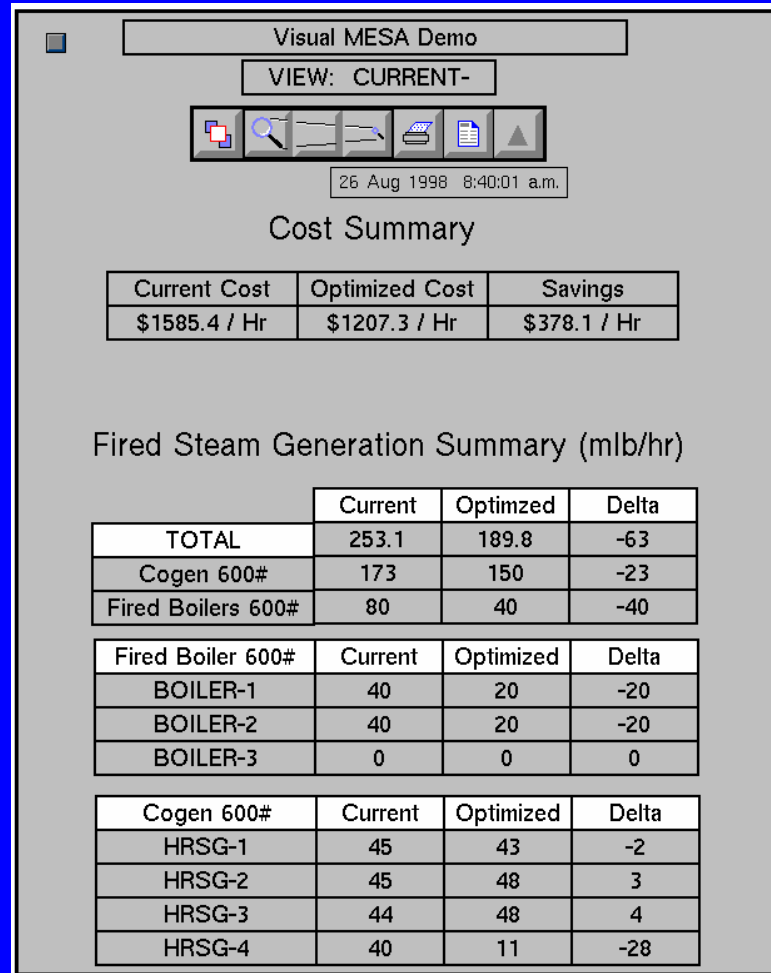 Visual MESA Demo
VIEW: CURRENT-
26 Aug 1998 8:40:01 a.m.
Cost Summary
Current Cost Optimized Cost Savings
$1585.4 / Hr $1207.3 / Hr $378.1 / Hr
Fired Steam Generation Summary (mlb/hr)
Current Optimzed Delta
TOTAL 253.1 189.8 -63
Cogen 600# 173 150 -23
Fired Boilers 600# 80 40 -40
Fired Boiler 600# Current Optimized Delta
BOILER-1 40 20 -20
BOILER-2 40 20 -20
BOILER-3 0 0 0
Cogen 600# Current Optimized Delta
HRSG-1 45 43 -2
HRSG-2 45 48 3
HRSG-3 44 48 4
HRSG-4 40 11 -28